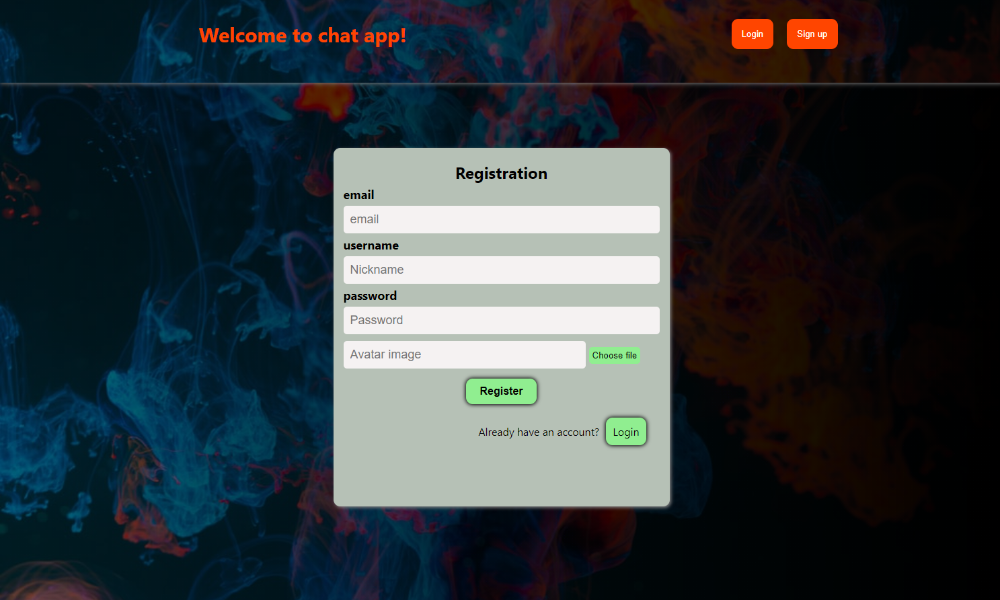 Welcome to chat app!
Login
Sign up
Registration
email
email
username
Nickname
password
Password
Avatar image
Choose file
Register
Already have an account? Login